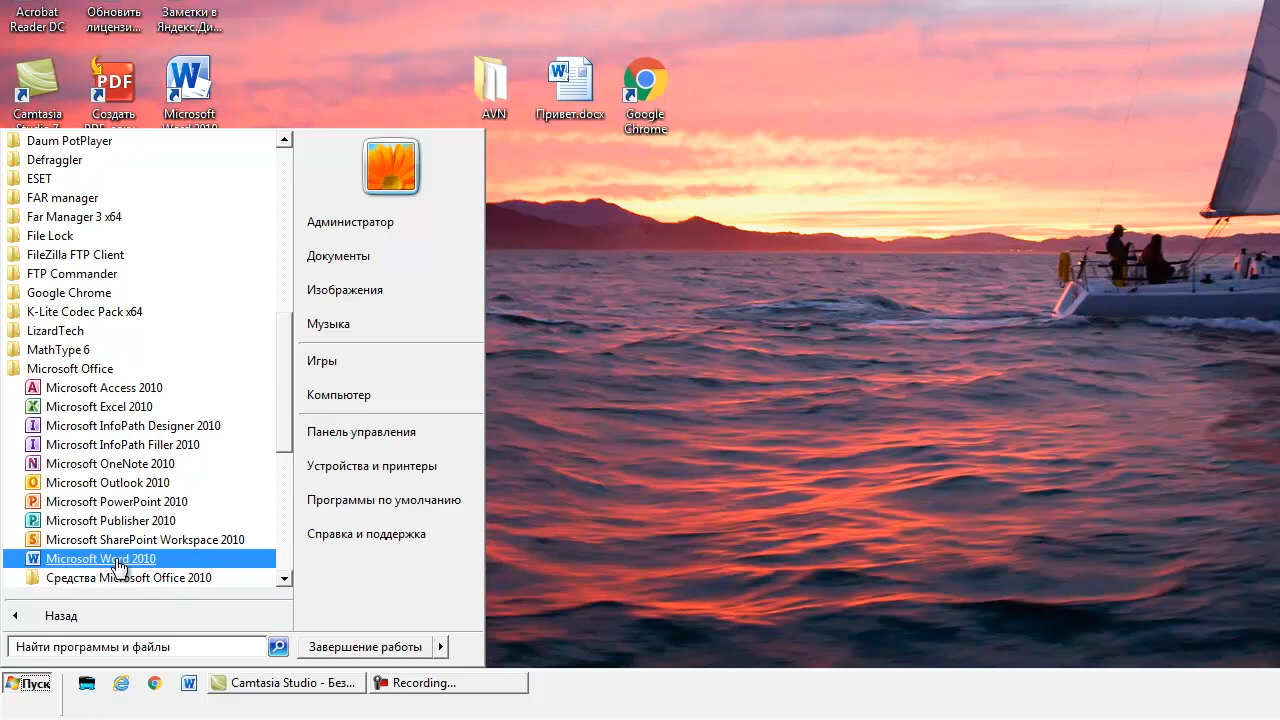 Acrobat
Reader DC
Обновить
лицензи...
Заметки в
Яндекс.Ди...
Camtasia
Создать
Microsoft
AVN
Привет.docx
Google
Chrome
Daum PotPlayer
Defraggler
ESET
FAR manager
Far Manager 3 x64
File Lock
FileZilla FTP Client
FTP Commander
Google Chrome
K-Lite Codec Pack x64
LizardTech
MathType 6
Microsoft Office
Microsoft Access 2010
Microsoft Excel 2010
Microsoft InfoPath Designer 2010
Microsoft InfoPath Filler 2010
Microsoft OneNote 2010
Microsoft Outlook 2010
Microsoft PowerPoint 2010
Microsoft Publisher 2010
Microsoft SharePoint Workspace 2010
Microsoft Word 2010
Средства Microsoft Office 2010
Назад
Найти программы и файлы
Администратор
Документы
Изображения
Музыка
Игры
Компьютер
Панель управления
Устройства и принтеры
Программы по умолчанию
Справка и поддержка
Завершение работы
Пуск
Camtasia Studio - Без...
Recording...